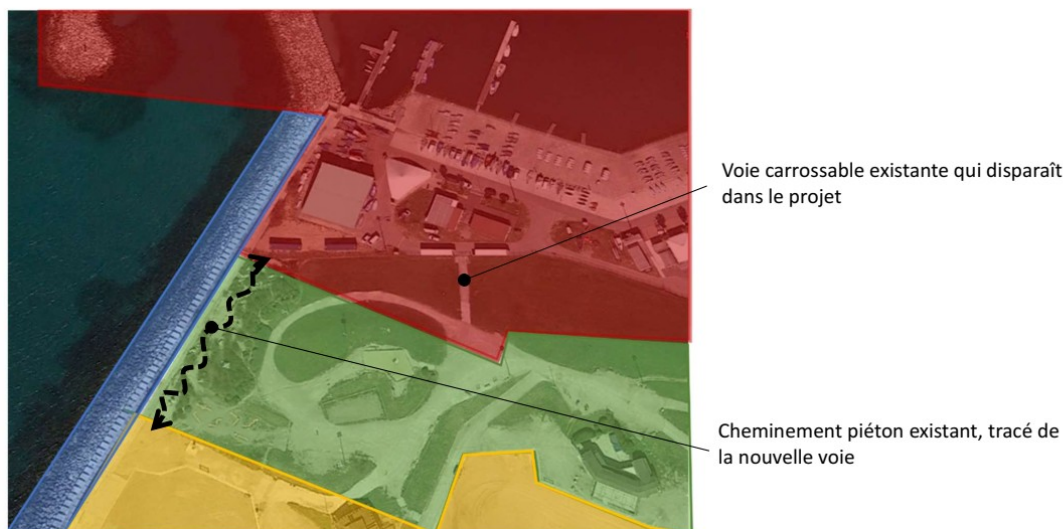 Voie carrossable existante qui disparaît
dans le projet
Cheminement piéton existant, tracé de
la nouvelle voie